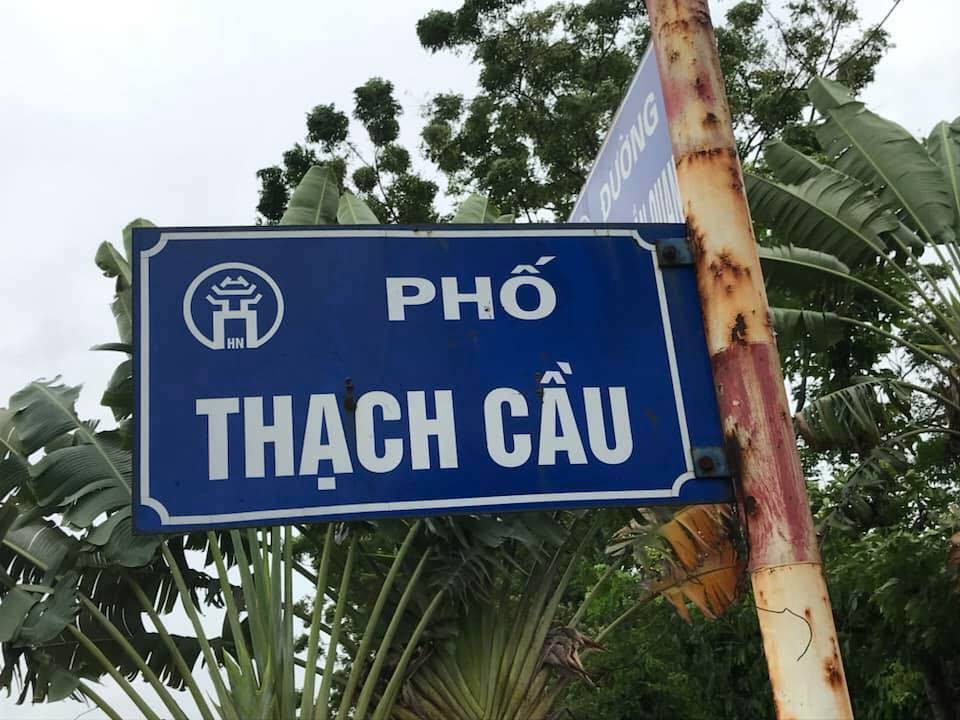 HN
PHỐ
THẠCH CẦU
ĐƯỜNG